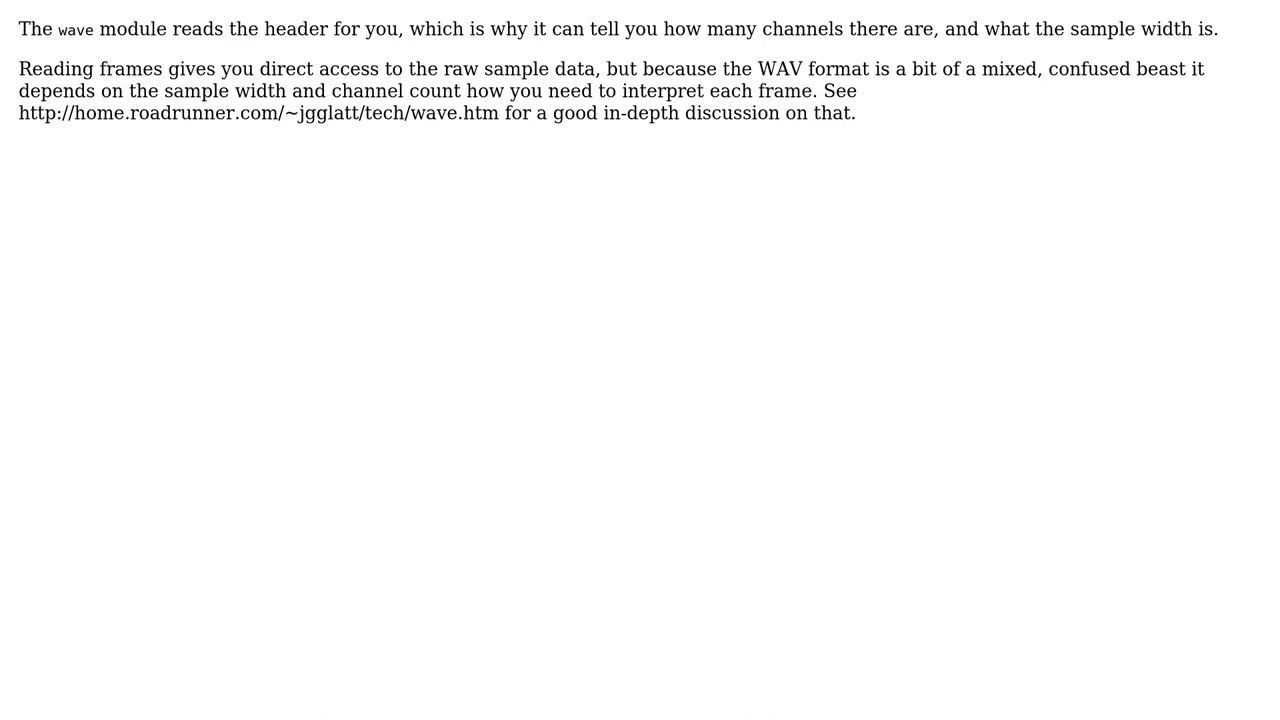 The wave module reads the header for you, which is why it can tell you how many channels there are, and what the sample width is.
Reading frames gives you direct access to the raw sample data, but because the WAV format is a bit of a mixed, confused beast it
depends on the sample width and channel count how you need to interpret each frame. See
http://home.roadrunner.com/~jgglatt/tech/wave.htm for a good in-depth discussion on that.